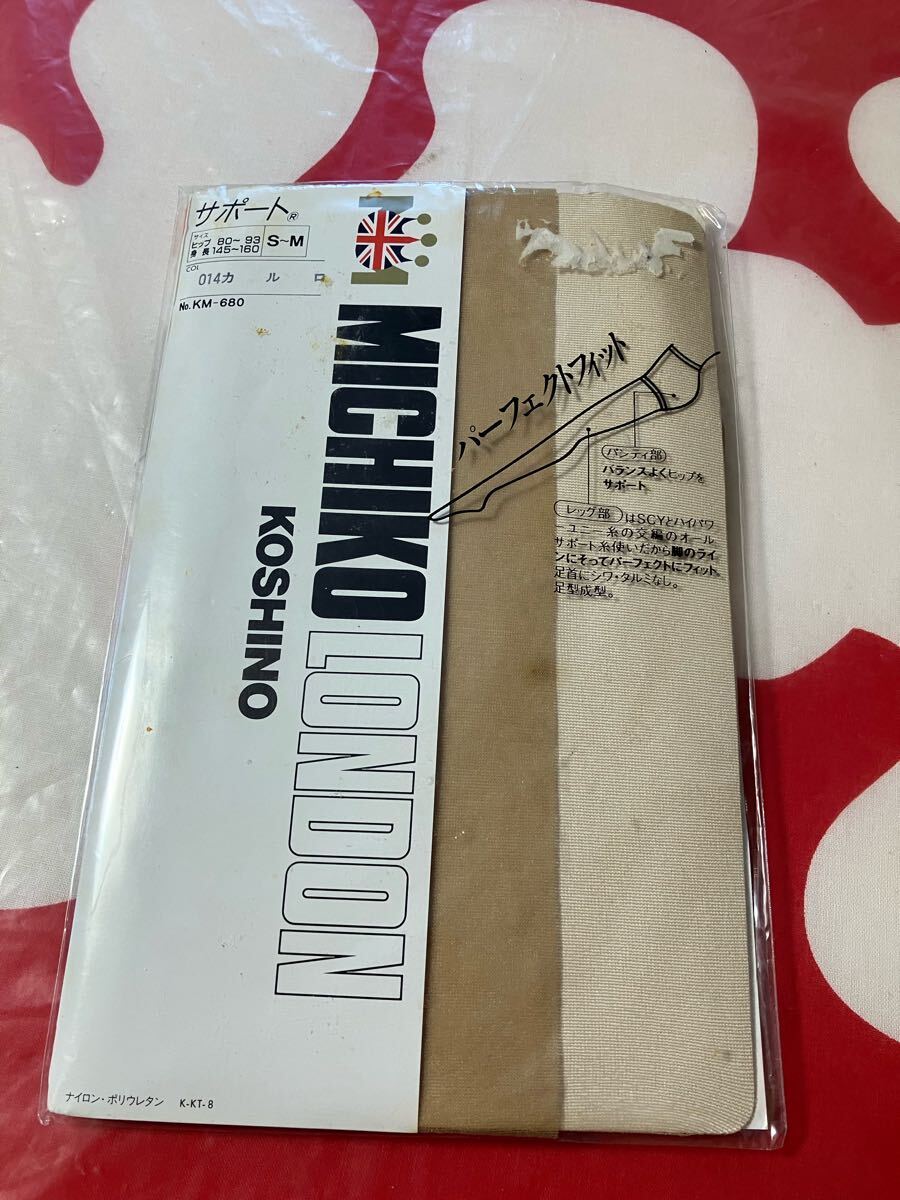 サポート®
サイズ
ヒップ 80~ 93
身 長 145~160
S~M
COL
014カ ル ロ
No. KM-680
MICHIKO LONDON
KOSHINO
パーフェクトフィット
パンティ部
バランスよくヒップを
サポート
レッグ部 はSCYとハイパワ
ーユニー糸の交編のオール
サポート糸使いだから脚のライ
ンにそってパーフェクトにフィット
足首にシワ・タルミなし。
足型成型。
ナイロン・ポリウレタン K-KT-8